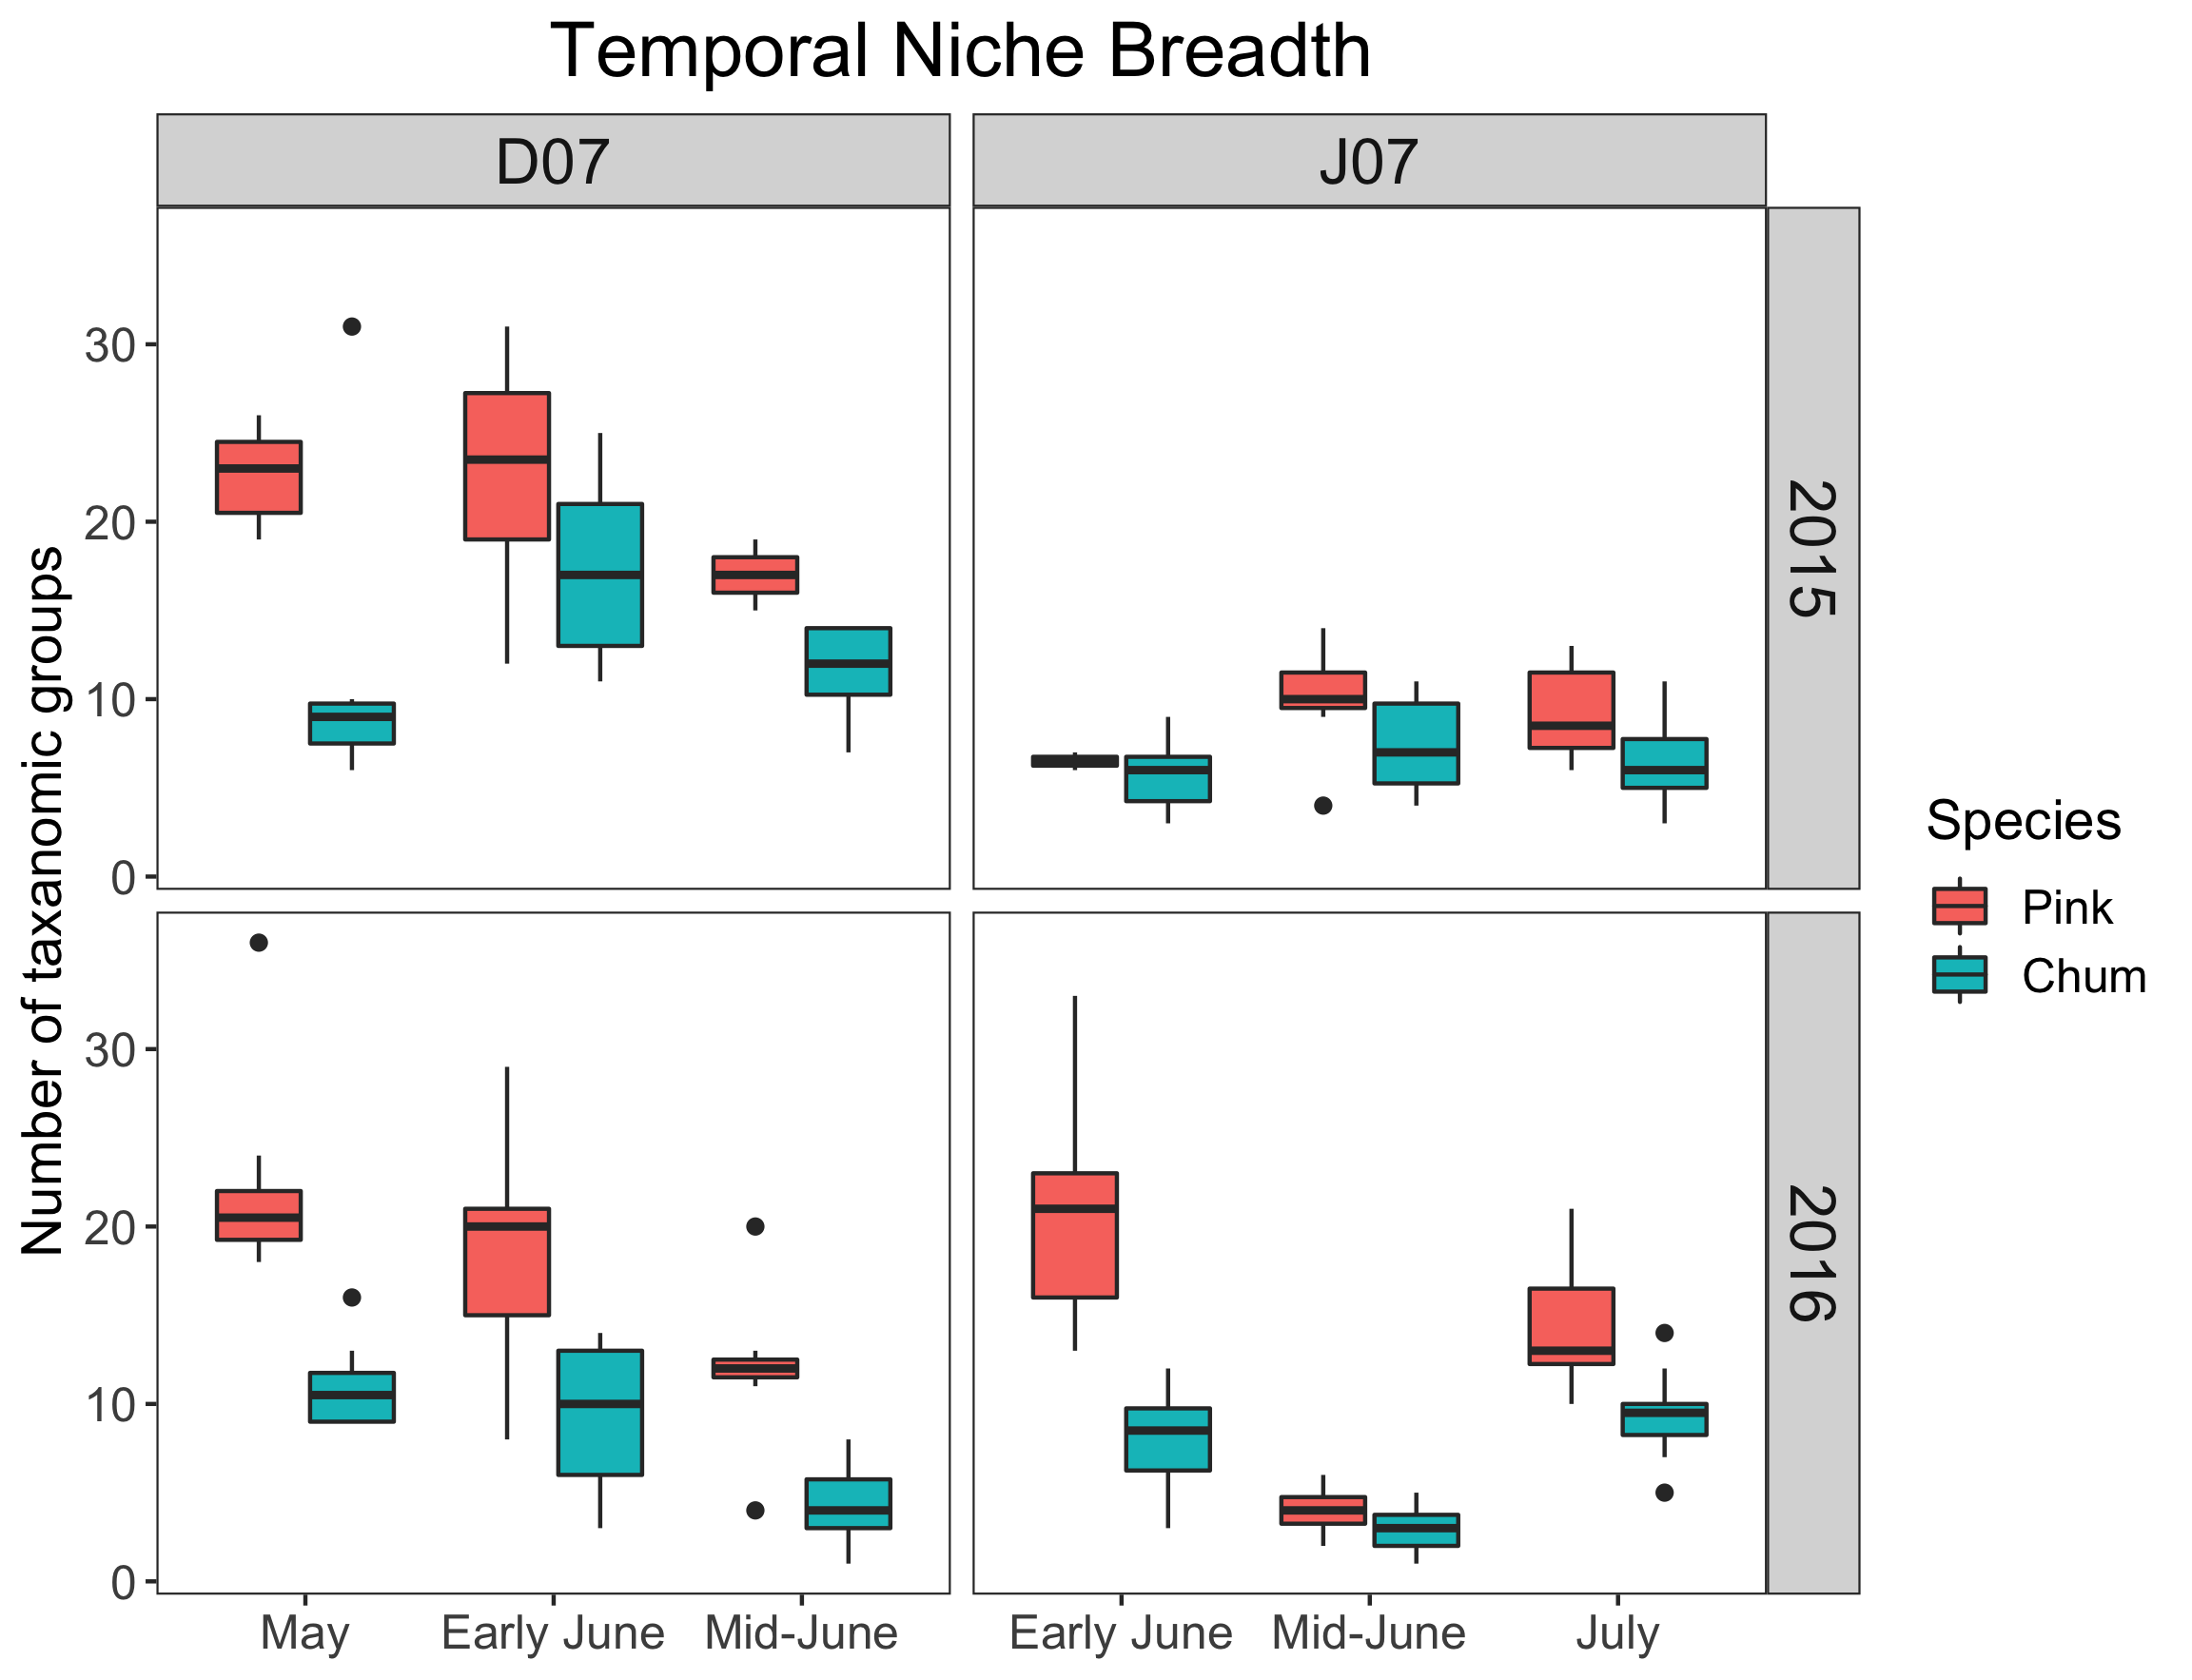 Temporal Niche Breadth
D07
J07
2015
2016
Number of taxanomic groups
30
20
10
0
30
20
10
0
May
Early June
Mid-June
Early June
Mid-June
July
Species
Pink
Chum